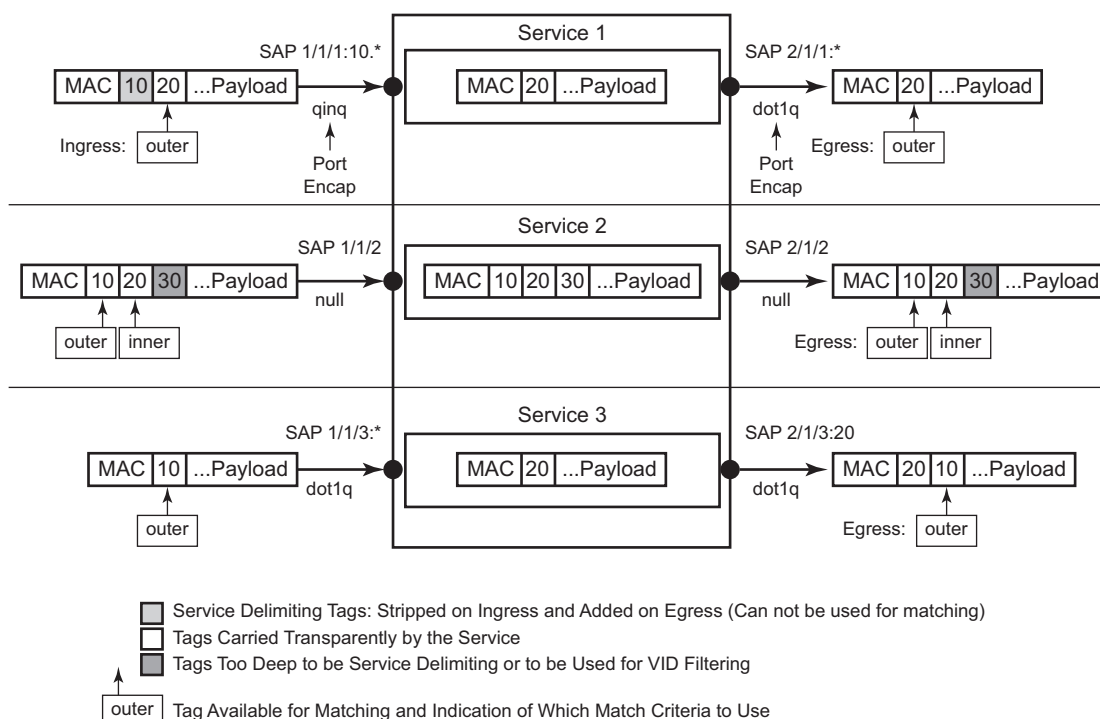 Service 1
SAP 1/1/1:10.*
SAP 2/1/1:*
MAC 10 20 ...Payload
MAC 20 ...Payload
MAC 20 ...Payload
qinq
dot1q
Ingress: outer
Egress: outer
Port
Encap
Port
Encap
Service 2
SAP 1/1/2
SAP 2/1/2
MAC 10 20 30 ...Payload
MAC 10 20 30 ...Payload
MAC 10 20 30 ...Payload
null
null
outer inner
Egress: outer inner
Service 3
SAP 1/1/3:*
SAP 2/1/3:20
MAC 10 ...Payload
MAC 20 ...Payload
MAC 20 10 ...Payload
dot1q
dot1q
outer
Egress: outer
Service Delimiting Tags: Stripped on Ingress and Added on Egress (Can not be used for matching)
Tags Carried Transparently by the Service
Tags Too Deep to be Service Delimiting or to be Used for VID Filtering
outer Tag Available for Matching and Indication of Which Match Criteria to Use